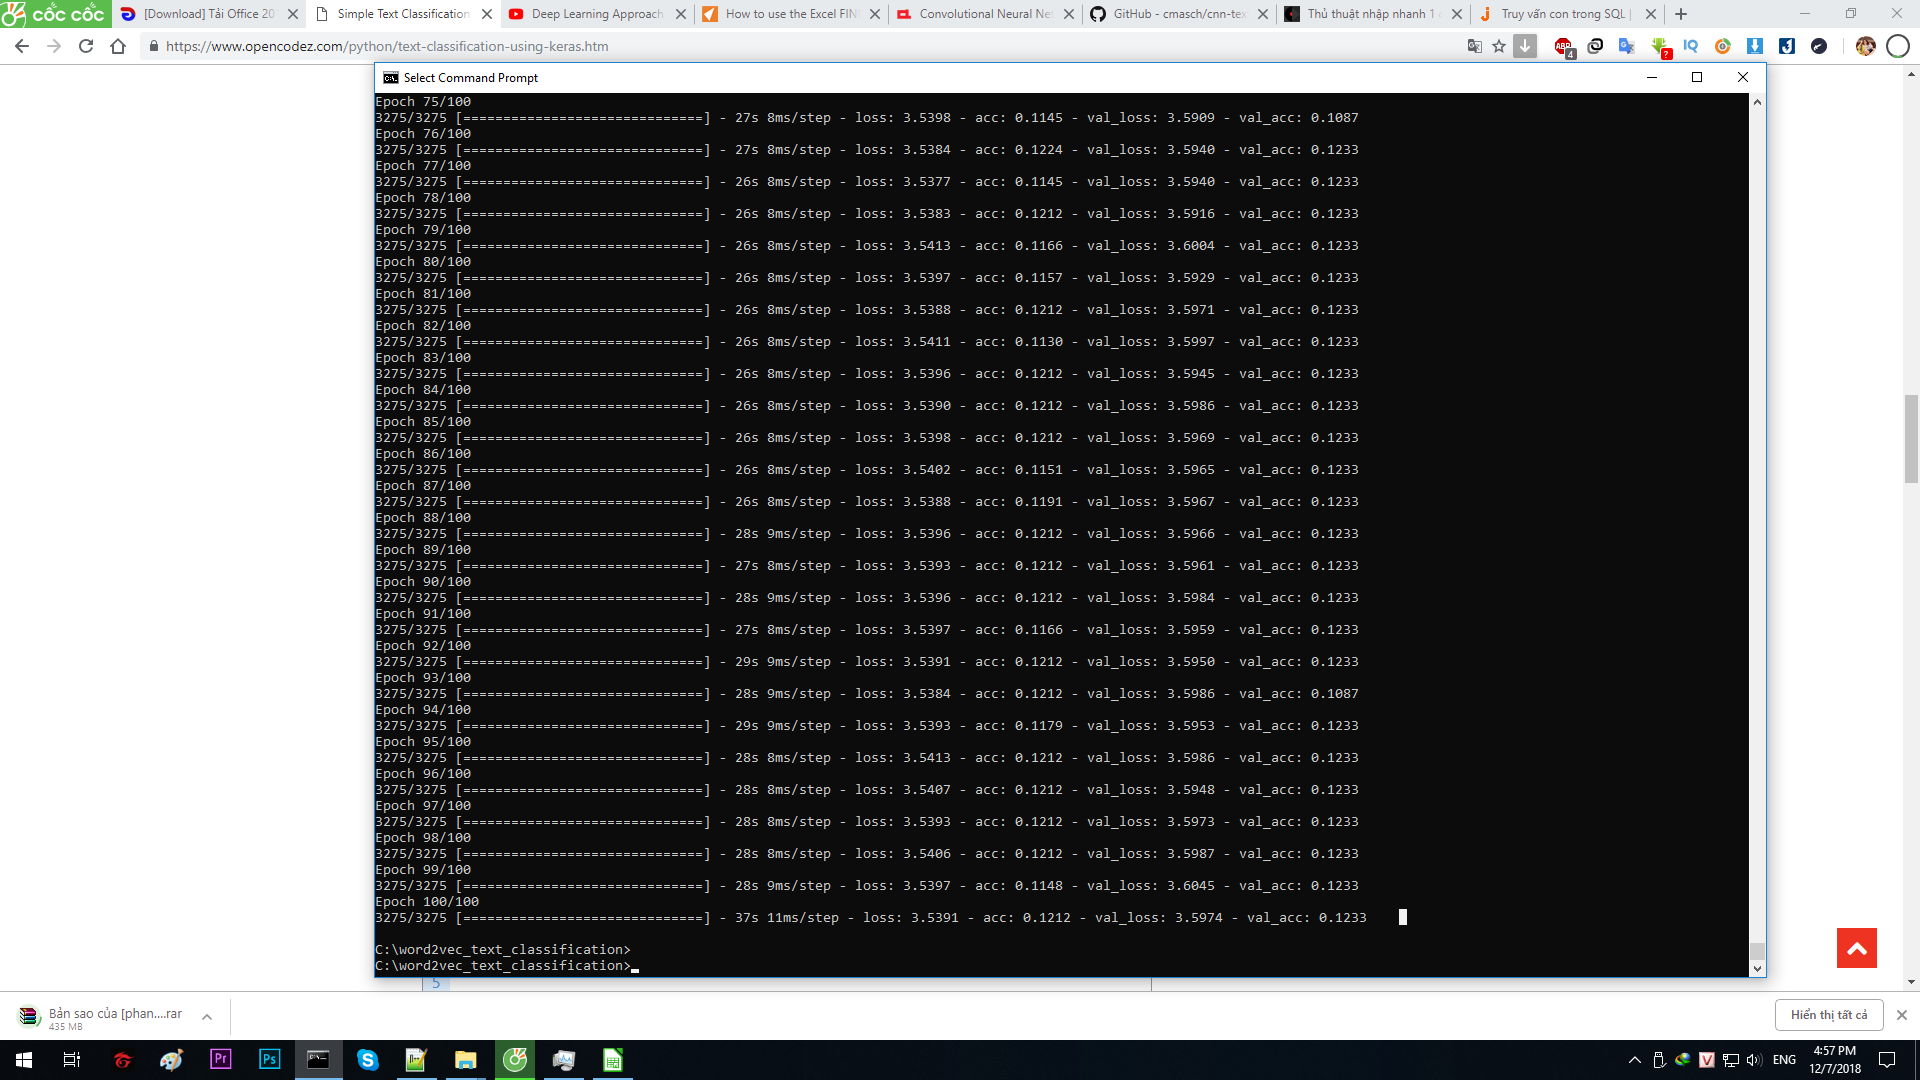 cốc cốc
[Download] Tải Office 20
Simple Text Classification
Deep Learning Approach
How to use the Excel FIN
Convolutional Neural Net
GitHub - cmasch/cnn-tex
Thủ thuật nhập nhanh 1
Truy vấn con trong SQL |
https://www.opencodez.com/python/text-classification-using-keras.htm
ABP
4
?
IQ
Select Command Prompt
Epoch 75/100
3275/3275 [==============================] - 27s 8ms/step - loss: 3.5398 - acc: 0.1145 - val_loss: 3.5909 - val_acc: 0.1087
Epoch 76/100
3275/3275 [==============================] - 27s 8ms/step - loss: 3.5384 - acc: 0.1224 - val_loss: 3.5940 - val_acc: 0.1233
Epoch 77/100
3275/3275 [==============================] - 26s 8ms/step - loss: 3.5377 - acc: 0.1145 - val_loss: 3.5940 - val_acc: 0.1233
Epoch 78/100
3275/3275 [==============================] - 26s 8ms/step - loss: 3.5383 - acc: 0.1212 - val_loss: 3.5916 - val_acc: 0.1233
Epoch 79/100
3275/3275 [==============================] - 26s 8ms/step - loss: 3.5413 - acc: 0.1166 - val_loss: 3.6004 - val_acc: 0.1233
Epoch 80/100
3275/3275 [==============================] - 26s 8ms/step - loss: 3.5397 - acc: 0.1157 - val_loss: 3.5929 - val_acc: 0.1233
Epoch 81/100
3275/3275 [==============================] - 26s 8ms/step - loss: 3.5388 - acc: 0.1212 - val_loss: 3.5971 - val_acc: 0.1233
Epoch 82/100
3275/3275 [==============================] - 26s 8ms/step - loss: 3.5411 - acc: 0.1130 - val_loss: 3.5997 - val_acc: 0.1233
Epoch 83/100
3275/3275 [==============================] - 26s 8ms/step - loss: 3.5396 - acc: 0.1212 - val_loss: 3.5945 - val_acc: 0.1233
Epoch 84/100
3275/3275 [==============================] - 26s 8ms/step - loss: 3.5390 - acc: 0.1212 - val_loss: 3.5986 - val_acc: 0.1233
Epoch 85/100
3275/3275 [==============================] - 26s 8ms/step - loss: 3.5398 - acc: 0.1212 - val_loss: 3.5969 - val_acc: 0.1233
Epoch 86/100
3275/3275 [==============================] - 26s 8ms/step - loss: 3.5402 - acc: 0.1151 - val_loss: 3.5965 - val_acc: 0.1233
Epoch 87/100
3275/3275 [==============================] - 26s 8ms/step - loss: 3.5388 - acc: 0.1191 - val_loss: 3.5967 - val_acc: 0.1233
Epoch 88/100
3275/3275 [==============================] - 28s 9ms/step - loss: 3.5396 - acc: 0.1212 - val_loss: 3.5966 - val_acc: 0.1233
Epoch 89/100
3275/3275 [==============================] - 27s 8ms/step - loss: 3.5393 - acc: 0.1212 - val_loss: 3.5961 - val_acc: 0.1233
Epoch 90/100
3275/3275 [==============================] - 28s 9ms/step - loss: 3.5396 - acc: 0.1212 - val_loss: 3.5984 - val_acc: 0.1233
Epoch 91/100
3275/3275 [==============================] - 27s 8ms/step - loss: 3.5397 - acc: 0.1166 - val_loss: 3.5959 - val_acc: 0.1233
Epoch 92/100
3275/3275 [==============================] - 29s 9ms/step - loss: 3.5391 - acc: 0.1212 - val_loss: 3.5950 - val_acc: 0.1233
Epoch 93/100
3275/3275 [==============================] - 28s 9ms/step - loss: 3.5384 - acc: 0.1212 - val_loss: 3.5986 - val_acc: 0.1087
Epoch 94/100
3275/3275 [==============================] - 29s 9ms/step - loss: 3.5393 - acc: 0.1179 - val_loss: 3.5953 - val_acc: 0.1233
Epoch 95/100
3275/3275 [==============================] - 28s 8ms/step - loss: 3.5413 - acc: 0.1212 - val_loss: 3.5986 - val_acc: 0.1233
Epoch 96/100
3275/3275 [==============================] - 28s 8ms/step - loss: 3.5407 - acc: 0.1212 - val_loss: 3.5948 - val_acc: 0.1233
Epoch 97/100
3275/3275 [==============================] - 28s 8ms/step - loss: 3.5393 - acc: 0.1212 - val_loss: 3.5973 - val_acc: 0.1233
Epoch 98/100
3275/3275 [==============================] - 28s 8ms/step - loss: 3.5406 - acc: 0.1212 - val_loss: 3.5987 - val_acc: 0.1233
Epoch 99/100
3275/3275 [==============================] - 28s 9ms/step - loss: 3.5397 - acc: 0.1148 - val_loss: 3.6045 - val_acc: 0.1233
Epoch 100/100
3275/3275 [==============================] - 37s 11ms/step - loss: 3.5391 - acc: 0.1212 - val_loss: 3.5974 - val_acc: 0.1233
C:\word2vec_text_classification>
C:\word2vec_text_classification>
5
Bản sao của [phan....rar
435 MB
Hiển thị tất cả
Pr
Ps
ENG
4:57 PM
12/7/2018